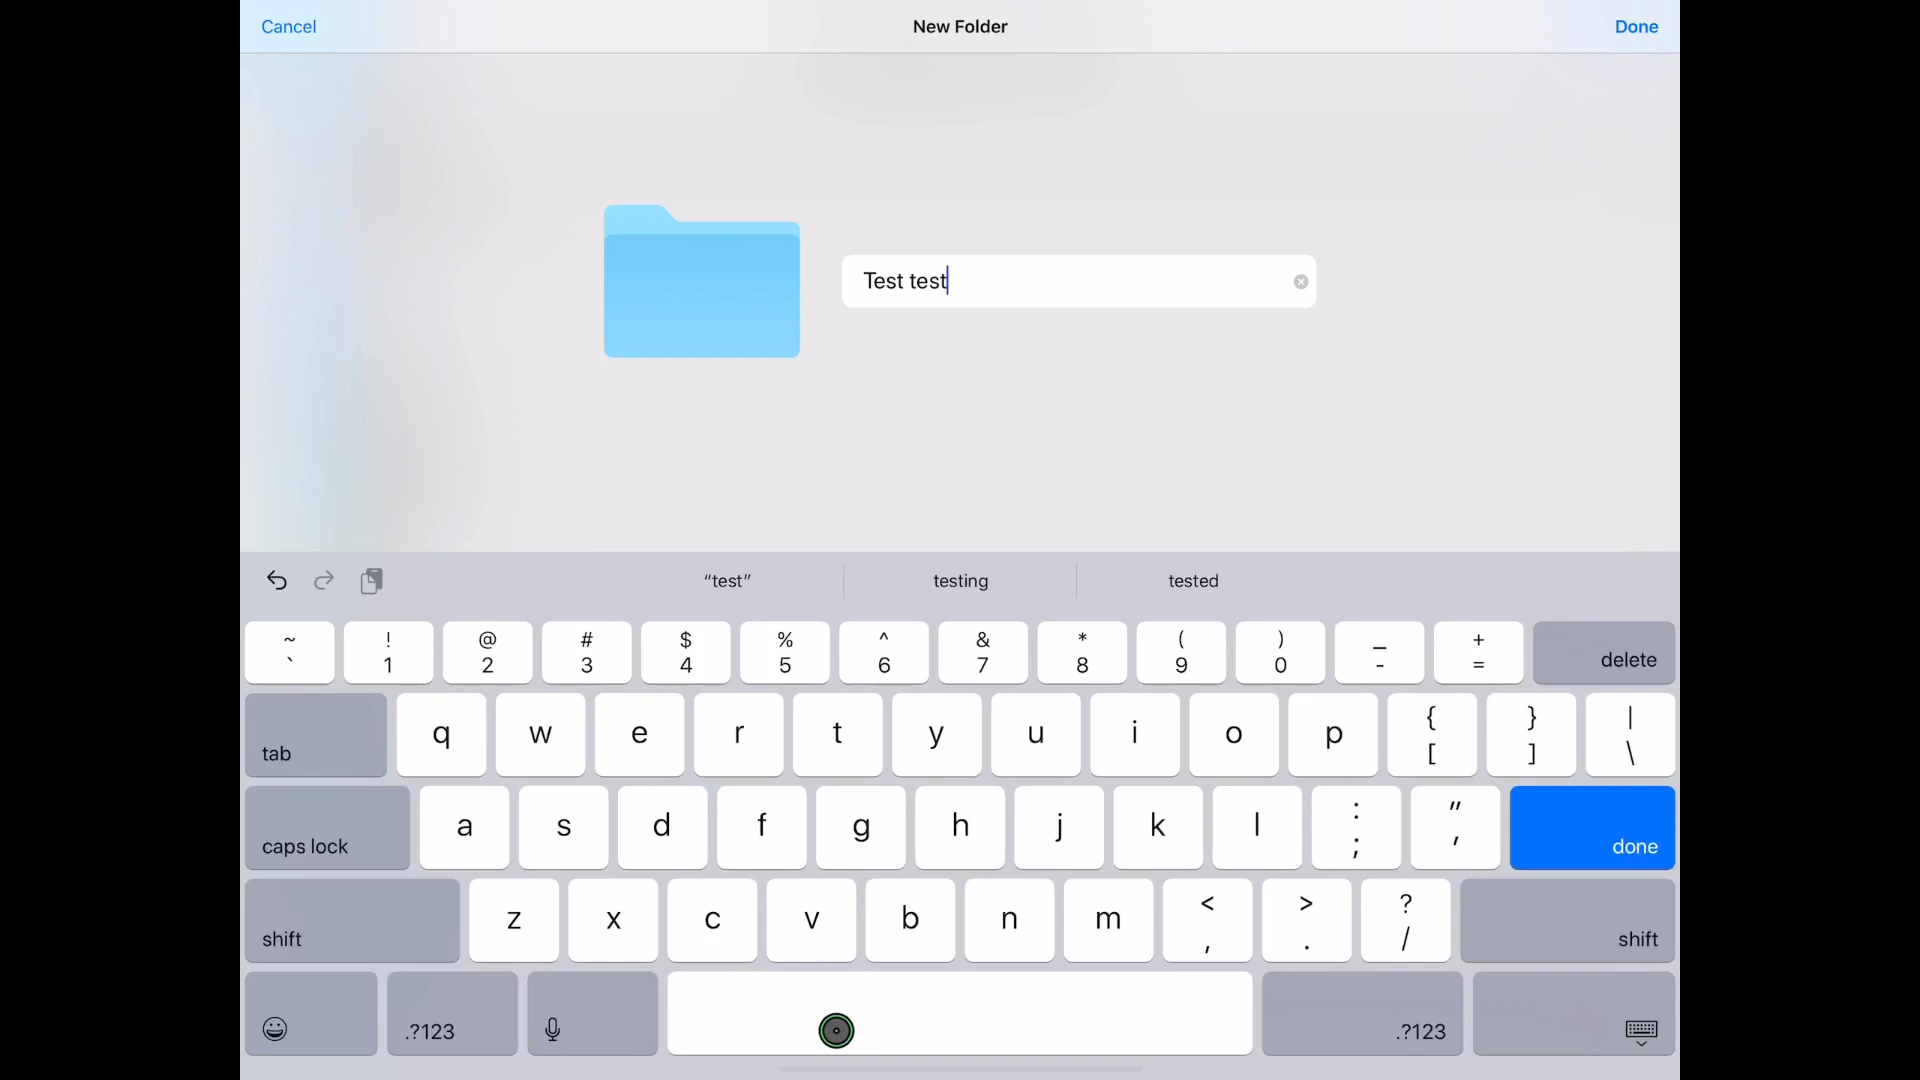 Cancel New Folder Done
Test test
“test” testing tested
~ ! @ # $ % ^ & * ( ) _ +
` 1 2 3 4 5 6 7 8 9 0 - = delete
tab q w e r t y u i o p { [ } ] | \
caps lock a s d f g h j k l : ; " ' done
shift z x c v b n m < , > . ? / shift
.?123 .?123